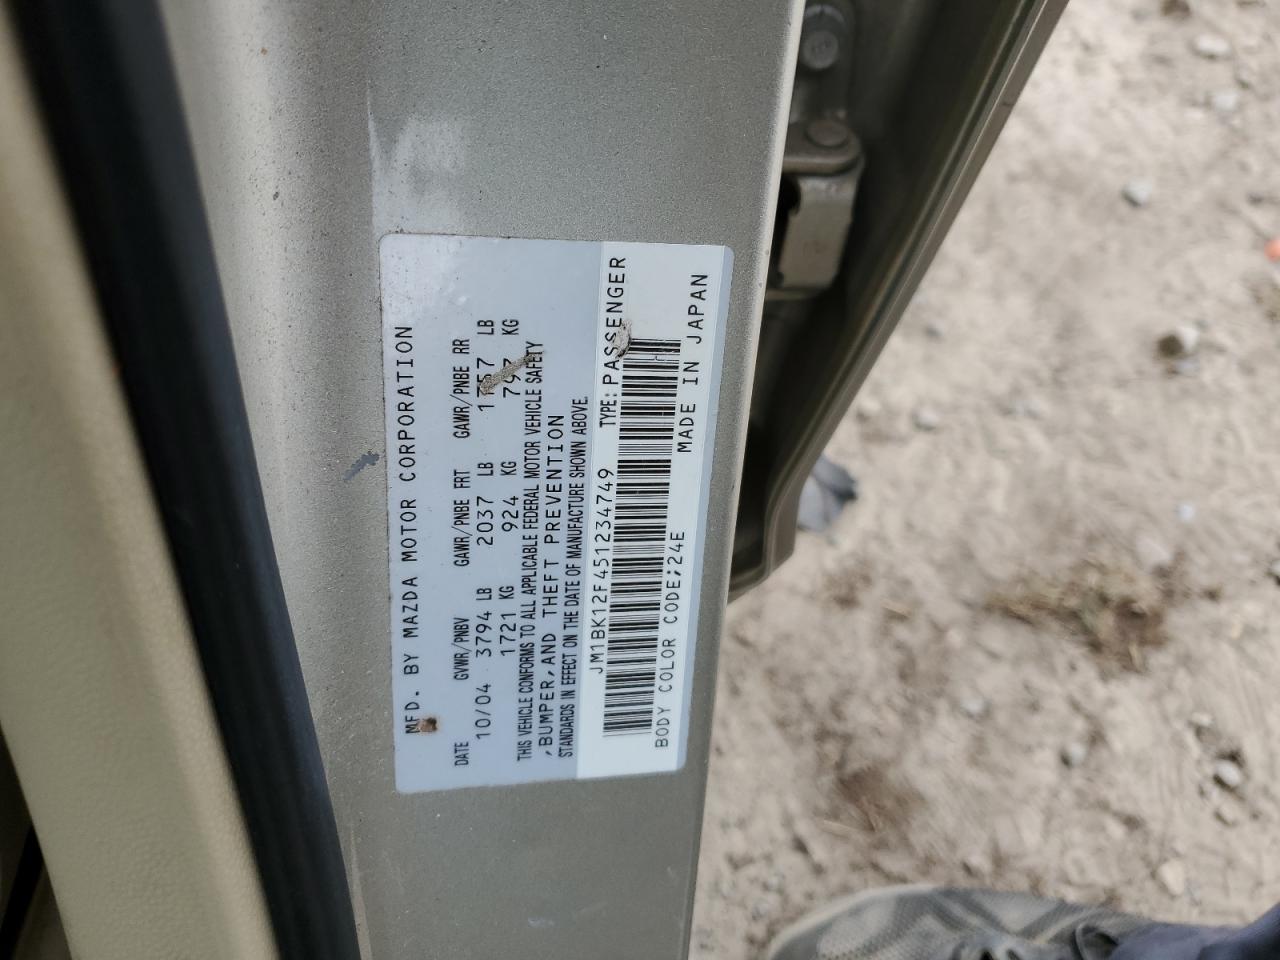 MFD. BY MAZDA MOTOR CORPORATION
DATE GVWR/PNBV GAWR/PNBE FRT GAWR/PNBE RR
10/04 3794 LB 2037 LB LB
1721 KG 924 KG 797 KG
THIS VEHICLE CONFORMS TO ALL APPLICABLE FEDERAL MOTOR VEHICLE SAFETY
,BUMPER,AND THEFT PREVENTION
STANDARDS IN EFFECT ON THE DATE OF MANUFACTURE SHOWN ABOVE.
JM1BK12F451234749 TYPE:PASSENGER
BODY COLOR CODE;24E MADE IN JAPAN